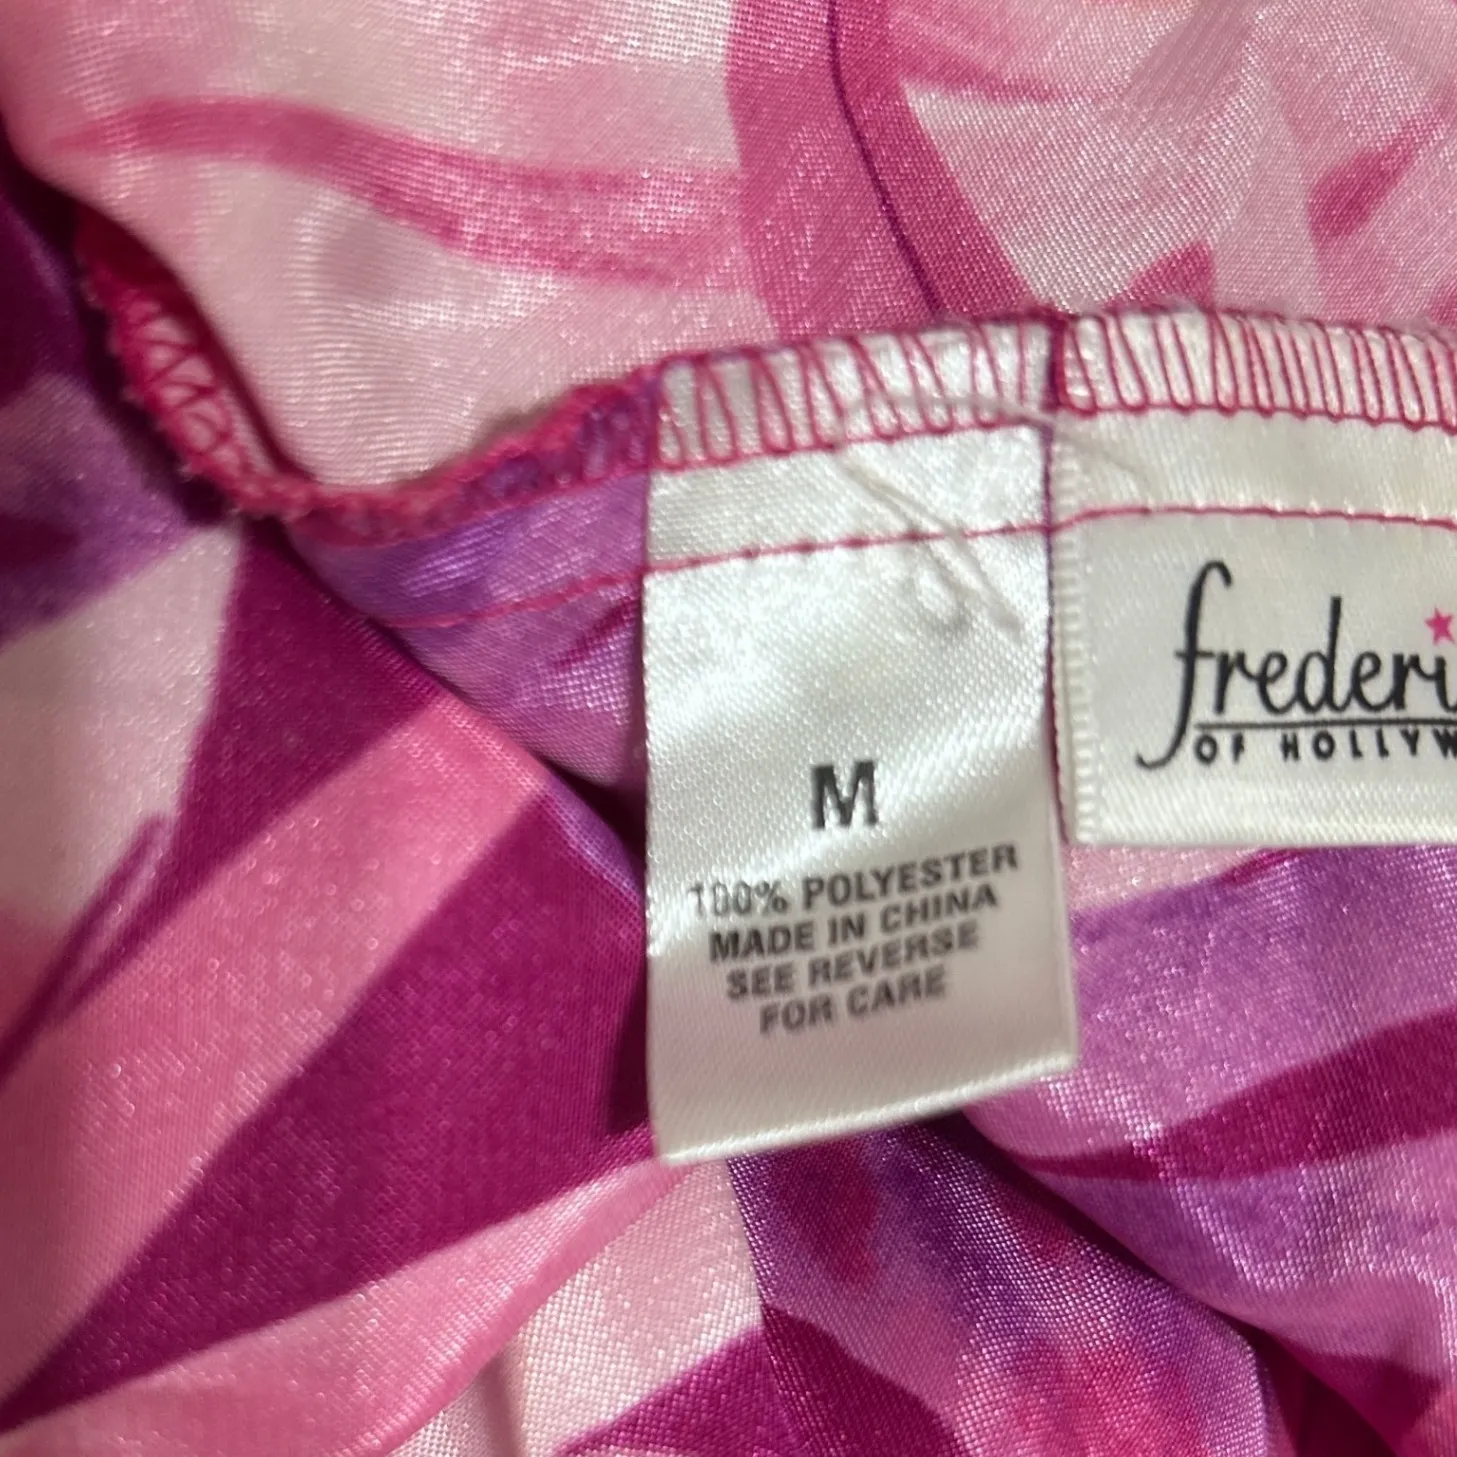 M
100% POLYESTER
MADE IN CHINA
SEE REVERSE
FOR CARE
frederi
OF HOLLYW